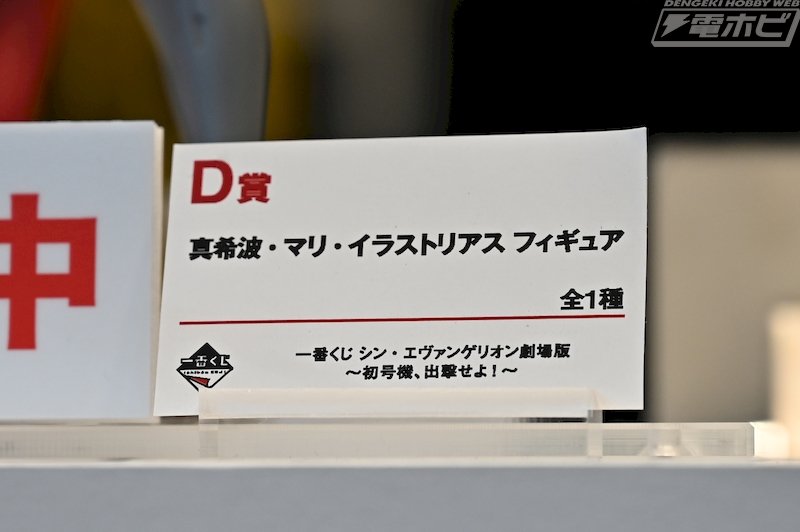 DENGEKI HOBBY WEB
電ホビ
中
D賞
真希波・マリ・イラストリアス フィギュア
全1種
一番くじ
一番くじ シン・エヴァンゲリオン劇場版
～初号機、出撃せよ！～